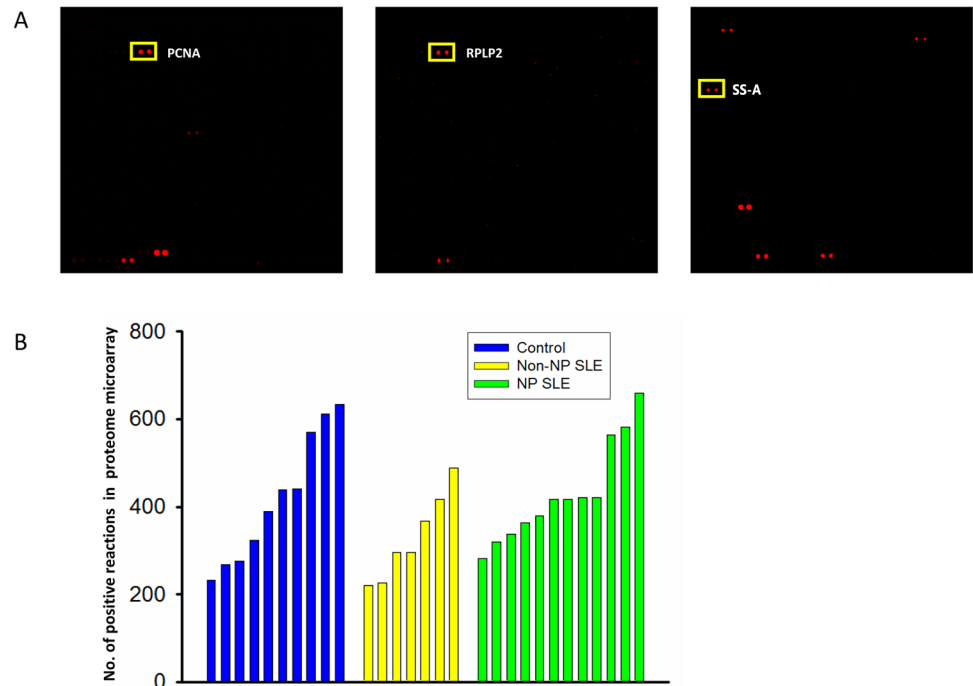 A
PCNA
RPLP2
SS-A
B
No. of positive reactions in proteome microarray
800
600
400
200
0
Control
Non-NP SLE
NP SLE